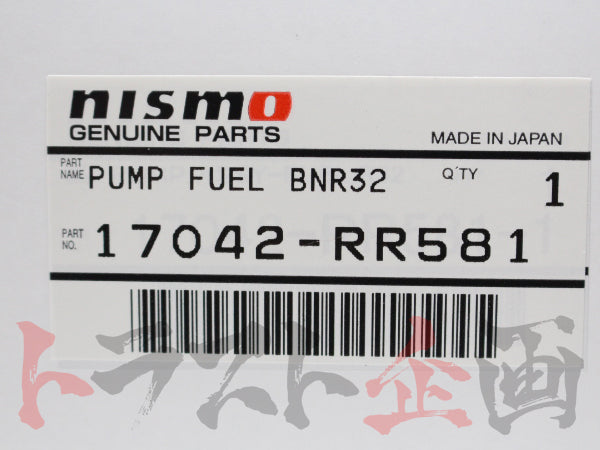 nismo
GENUINE PARTS
MADE IN JAPAN
PART NAME PUMP FUEL BNR32 Q'TY 1
PART NO. 17042-RR581
トラスト企画